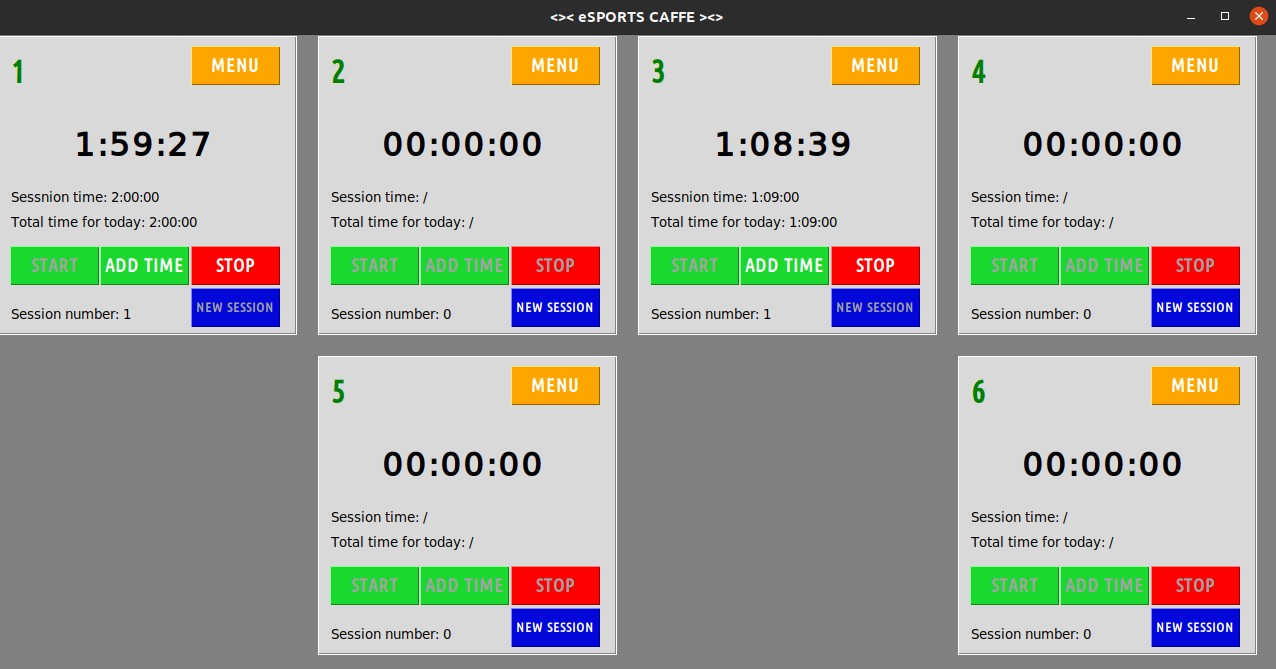 <>< eSPORTS CAFFE ><>
1
MENU
1:59:27
Sessnion time: 2:00:00
Total time for today: 2:00:00
START ADD TIME STOP
Session number: 1
NEW SESSION
2
MENU
00:00:00
Session time: /
Total time for today: /
START ADD TIME STOP
Session number: 0
NEW SESSION
3
MENU
1:08:39
Sessnion time: 1:09:00
Total time for today: 1:09:00
START ADD TIME STOP
Session number: 1
NEW SESSION
4
MENU
00:00:00
Session time: /
Total time for today: /
START ADD TIME STOP
Session number: 0
NEW SESSION
5
MENU
00:00:00
Session time: /
Total time for today: /
START ADD TIME STOP
Session number: 0
NEW SESSION
6
MENU
00:00:00
Session time: /
Total time for today: /
START ADD TIME STOP
Session number: 0
NEW SESSION